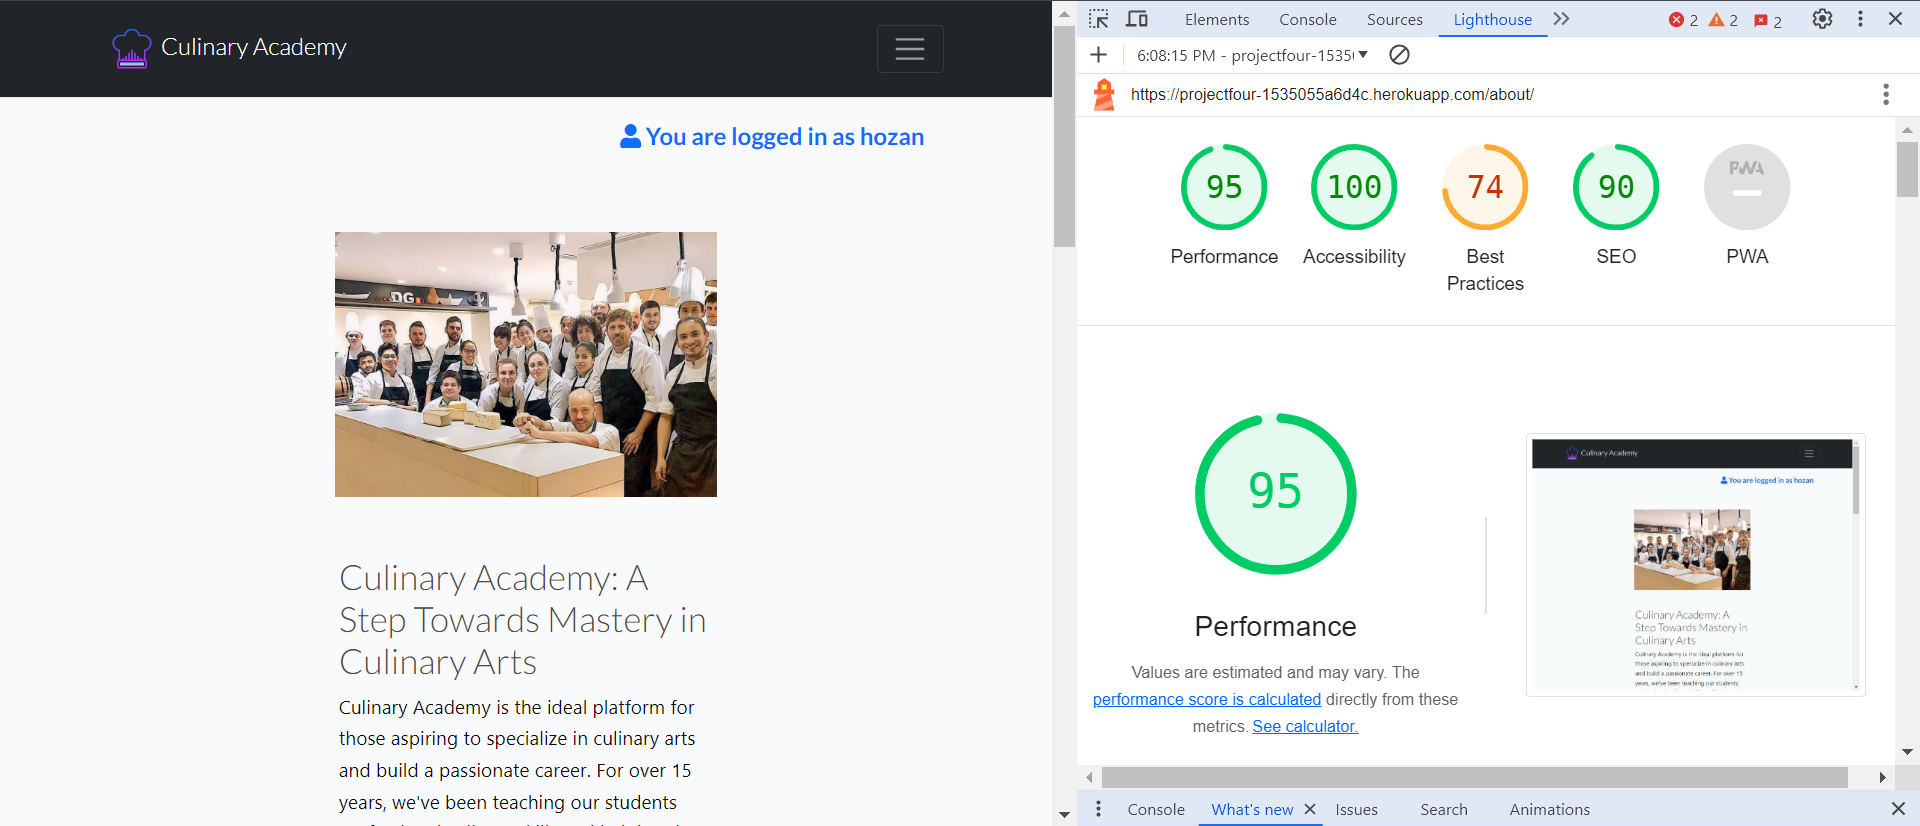 Culinary Academy
You are logged in as hozan
DG
Culinary Academy: A
Step Towards Mastery in
Culinary Arts
Culinary Academy is the ideal platform for
those aspiring to specialize in culinary arts
and build a passionate career. For over 15
years, we've been teaching our students
Elements Console Sources Lighthouse 2 2 2
6:08:15 PM - projectfour-1535
https://projectfour-1535055a6d4c.herokuapp.com/about/
95 100 74 90 PWA
Performance Accessibility Best Practices SEO PWA
95
Performance
Values are estimated and may vary. The
performance score is calculated directly from these
metrics. See calculator.
Culinary Academy
You are logged in as hozan
Culinary Academy: A
Step Towards Mastery in
Culinary Arts
Culinary Academy is the ideal platform for
those aspiring to specialize in culinary arts
and build a passionate career. For over 15
years, we've been teaching our students
Console What's new Issues Search Animations